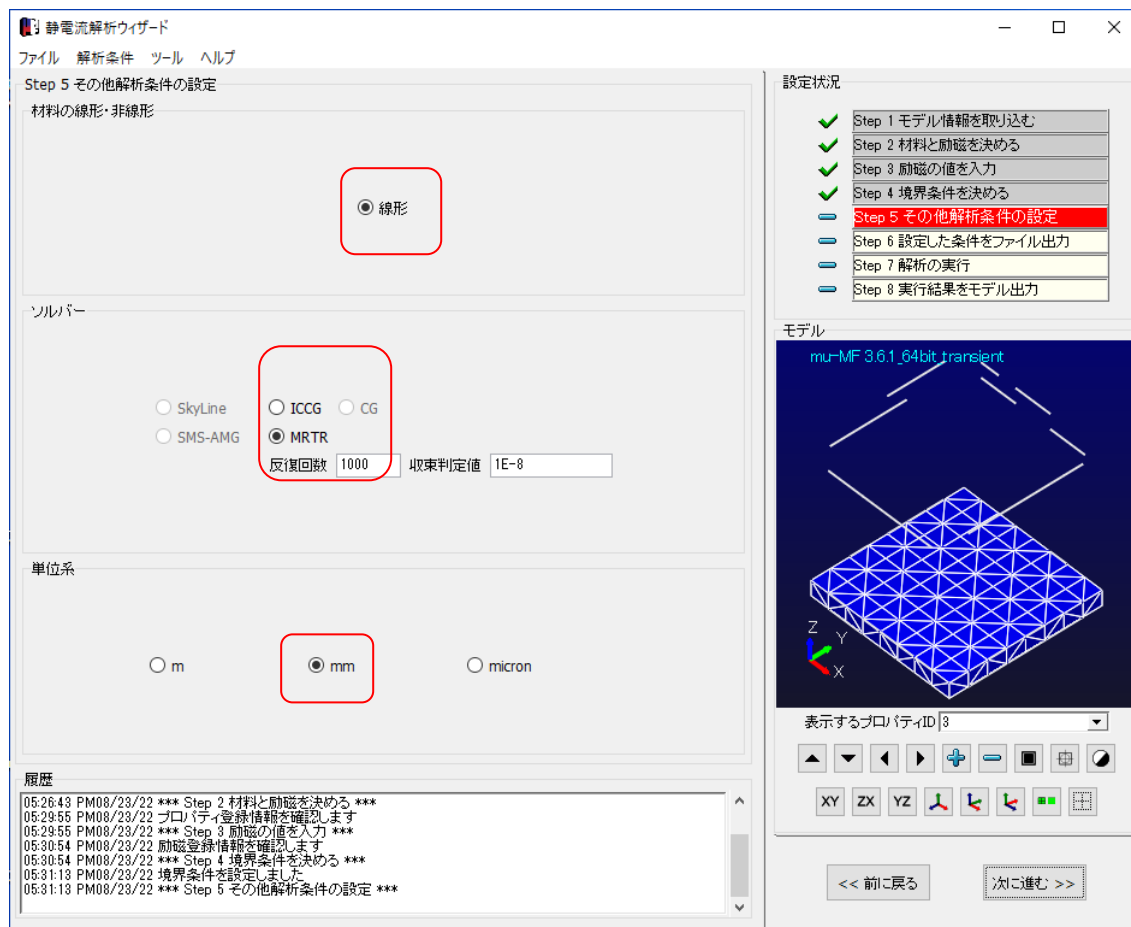 静電流解析ウィザード
ファイル 解析条件 ツール ヘルプ
Step 5 その他解析条件の設定
材料の線形・非線形
線形
ソルバー
SkyLine ICCG CG
SMS-AMG MRTR
反復回数 1000 収束判定値 1E-8
単位系
m mm micron
履歴
05:26:43 PM08/23/22 *** Step 2 材料と励磁を決める ***
05:29:55 PM08/23/22 プロパティ登録情報を確認します
05:29:55 PM08/23/22 *** Step 3 励磁の値を入力 ***
05:30:54 PM08/23/22 励磁登録情報を確認します
05:30:54 PM08/23/22 *** Step 4 境界条件を決める ***
05:31:13 PM08/23/22 境界条件を設定しました
05:31:13 PM08/23/22 *** Step 5 その他解析条件の設定 ***
設定状況
Step 1 モデル情報を取り込む
Step 2 材料と励磁を決める
Step 3 励磁の値を入力
Step 4 境界条件を決める
Step 5 その他解析条件の設定
Step 6 設定した条件をファイル出力
Step 7 解析の実行
Step 8 実行結果をモデル出力
モデル
mu-MF 3.6.1_64bit_transient
Z
Y
X
表示するプロパティID 3
XY ZX YZ
<< 前に戻る 次に進む >>